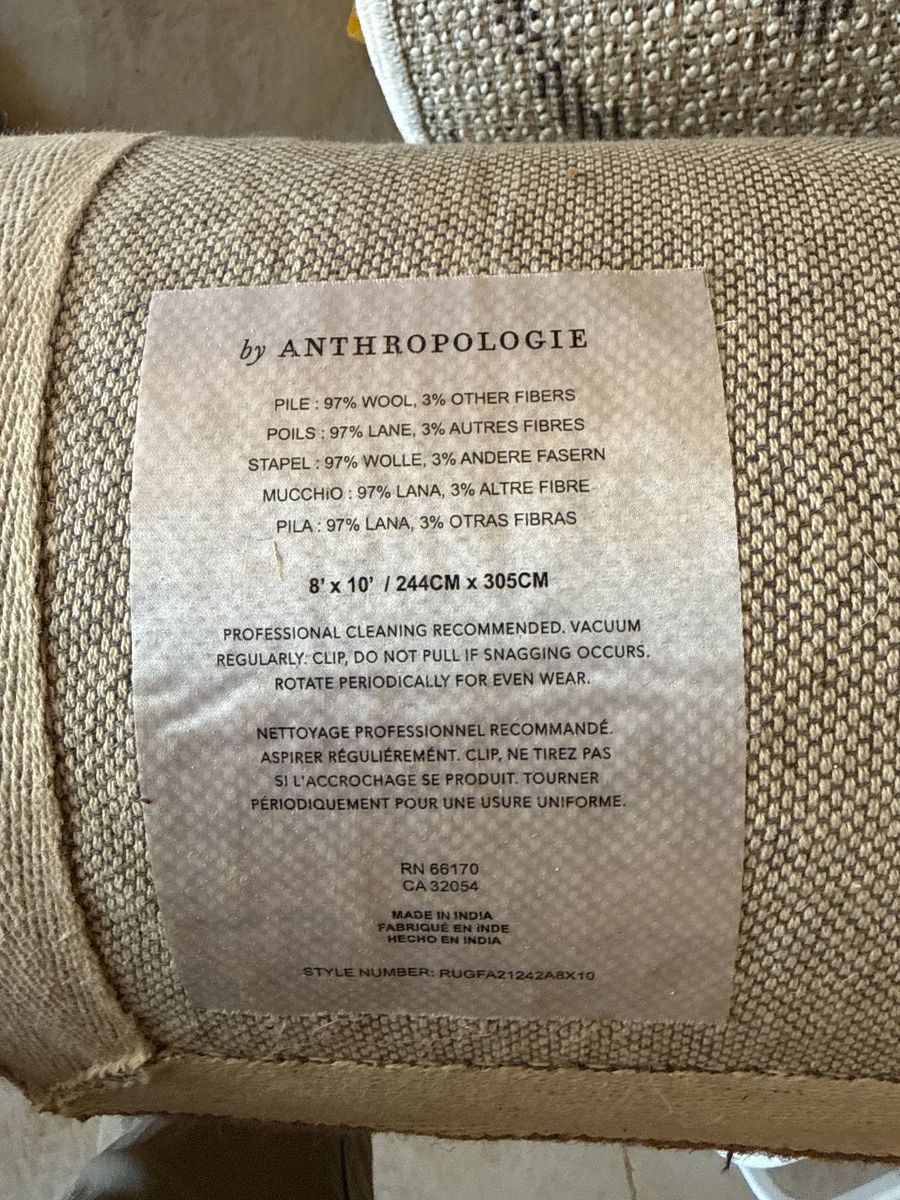 by ANTHROPOLOGIE
PILE : 97% WOOL, 3% OTHER FIBERS
POILS : 97% LANE, 3% AUTRES FIBRES
STAPEL : 97% WOLLE, 3% ANDERE FASERN
MUCCHiO : 97% LANA, 3% ALTRE FIBRE
PILA : 97% LANA, 3% OTRAS FIBRAS
8' x 10' / 244CM x 305CM
PROFESSIONAL CLEANING RECOMMENDED. VACUUM
REGULARLY. CLIP, DO NOT PULL IF SNAGGING OCCURS.
ROTATE PERIODICALLY FOR EVEN WEAR.
NETTOYAGE PROFESSIONNEL RECOMMANDÉ.
ASPIRER RÉGULIÉREMÉNT. CLIP, NE TIREZ PAS
SI L'ACCROCHAGE SE PRODUIT. TOURNER
PÉRIODIQUEMENT POUR UNE USURE UNIFORME.
RN 66170
CA 32054
MADE IN INDIA
FABRIQUÉ EN INDE
HECHO EN INDIA
STYLE NUMBER: RUGFA21242A8X10